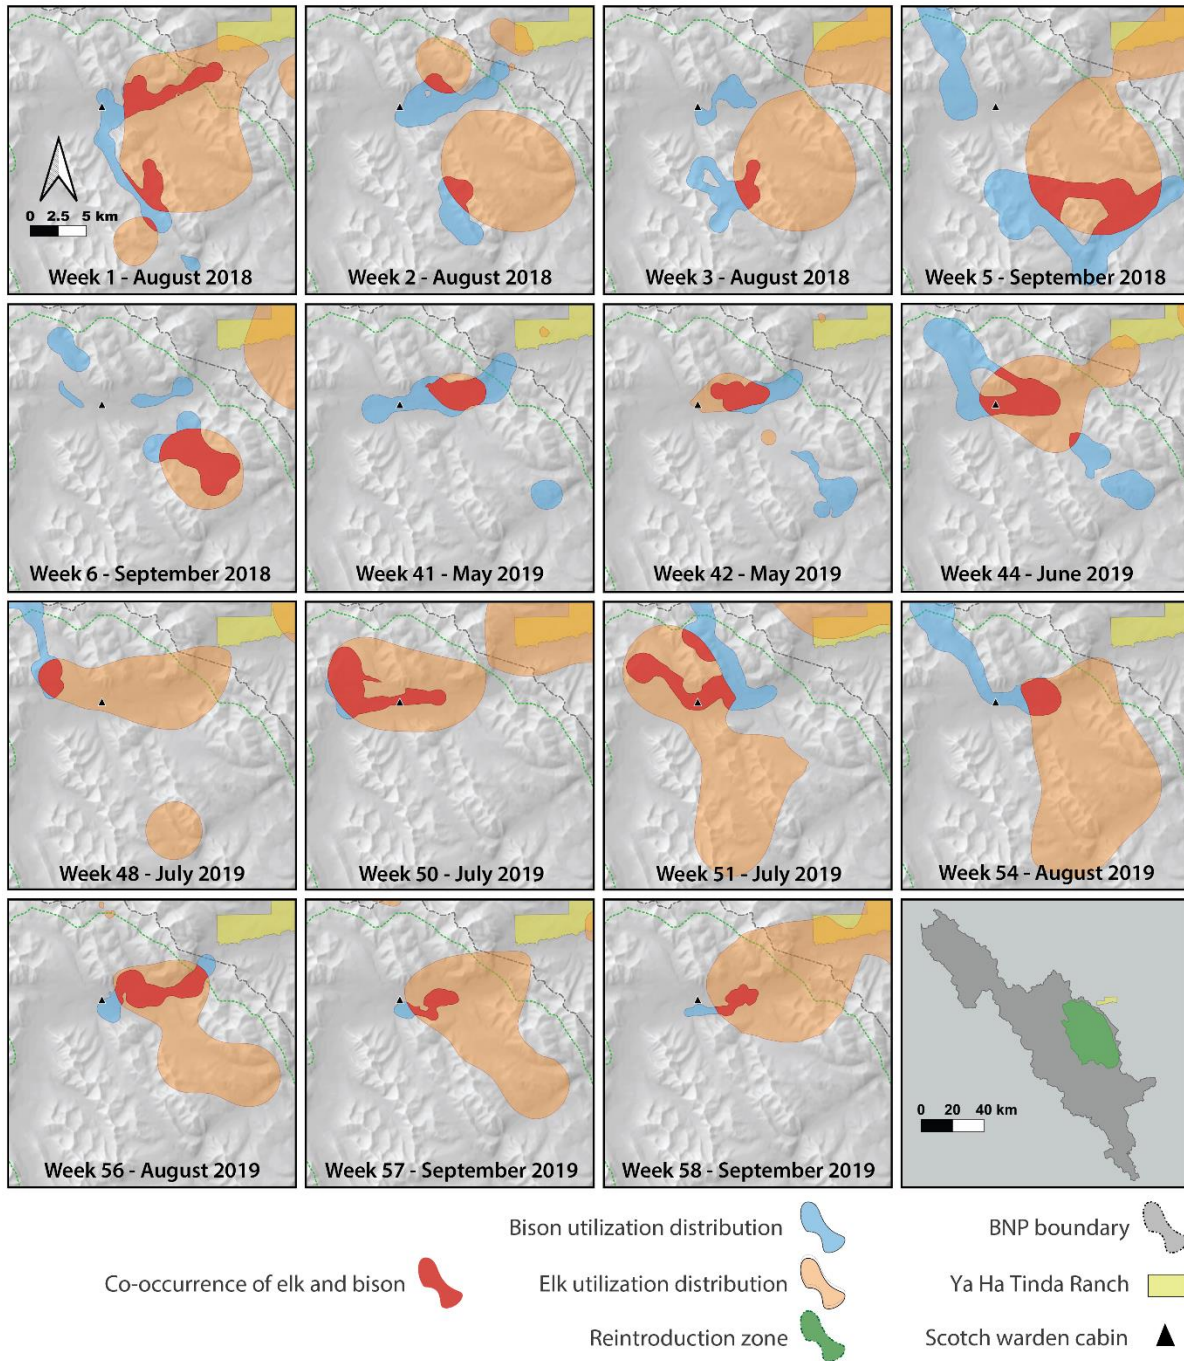 0 2.5 5 km
Week 1 - August 2018
Week 2 - August 2018
Week 3 - August 2018
Week 5 - September 2018
Week 6 - September 2018
Week 41 - May 2019
Week 42 - May 2019
Week 44 - June 2019
Week 48 - July 2019
Week 50 - July 2019
Week 51 - July 2019
Week 54 - August 2019
Week 56 - August 2019
Week 57 - September 2019
Week 58 - September 2019
0 20 40 km
Co-occurrence of elk and bison
Bison utilization distribution
Elk utilization distribution
Reintroduction zone
BNP boundary
Ya Ha Tinda Ranch
Scotch warden cabin